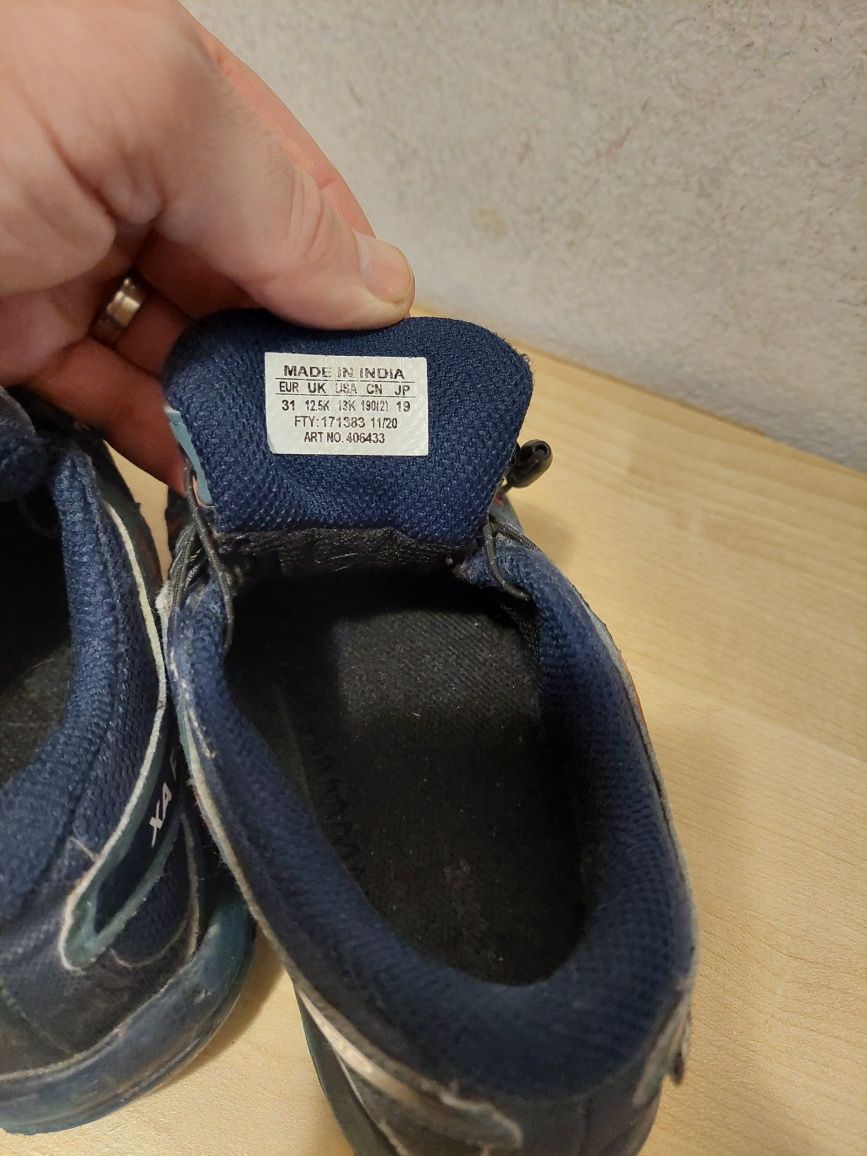 MADE IN INDIA
EUR UK USA CN JP
31 12.5K 13K 190(2) 19
FTY:171383 11/20
ART NO. 406433
XA